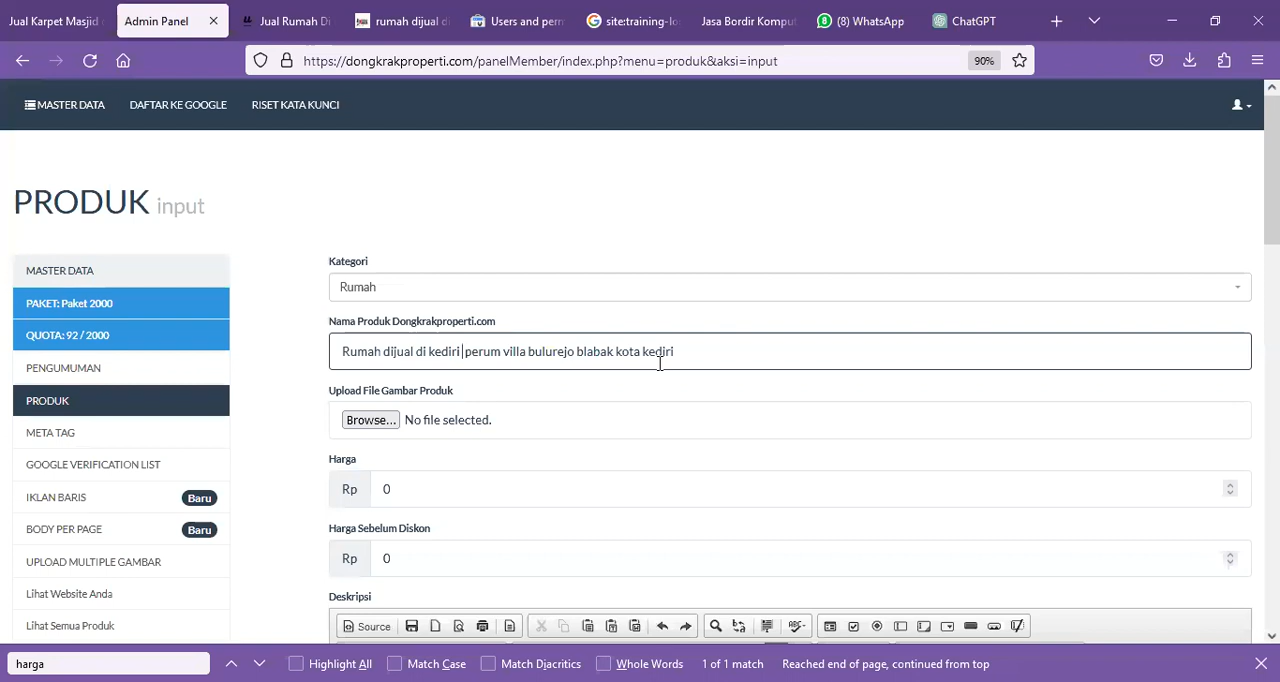 Jual Karpet Masjid
Admin Panel
Jual Rumah Di
rumah dijual di
Users and perm
site:training-lo
Jasa Bordir Komput
(8) WhatsApp
ChatGPT
https://dongkrakproperti.com/panelMember/index.php?menu=produk&aksi=input
90%
MASTER DATA
DAFTAR KE GOOGLE
RISET KATA KUNCI
PRODUK input
MASTER DATA
PAKET: Paket 2000
QUOTA: 92 / 2000
PENGUMUMAN
PRODUK
META TAG
GOOGLE VERIFICATION LIST
IKLAN BARIS Baru
BODY PER PAGE Baru
UPLOAD MULTIPLE GAMBAR
Lihat Website Anda
Lihat Semua Produk
Kategori
Rumah
Nama Produk Dongkrakproperti.com
Rumah dijual di kediri perum villa bulurejo blabak kota kediri
Upload File Gambar Produk
Browse... No file selected.
Harga
Rp 0
Harga Sebelum Diskon
Rp 0
Deskripsi
Source
harga
Highlight All
Match Case
Match Diacritics
Whole Words
1 of 1 match
Reached end of page, continued from top